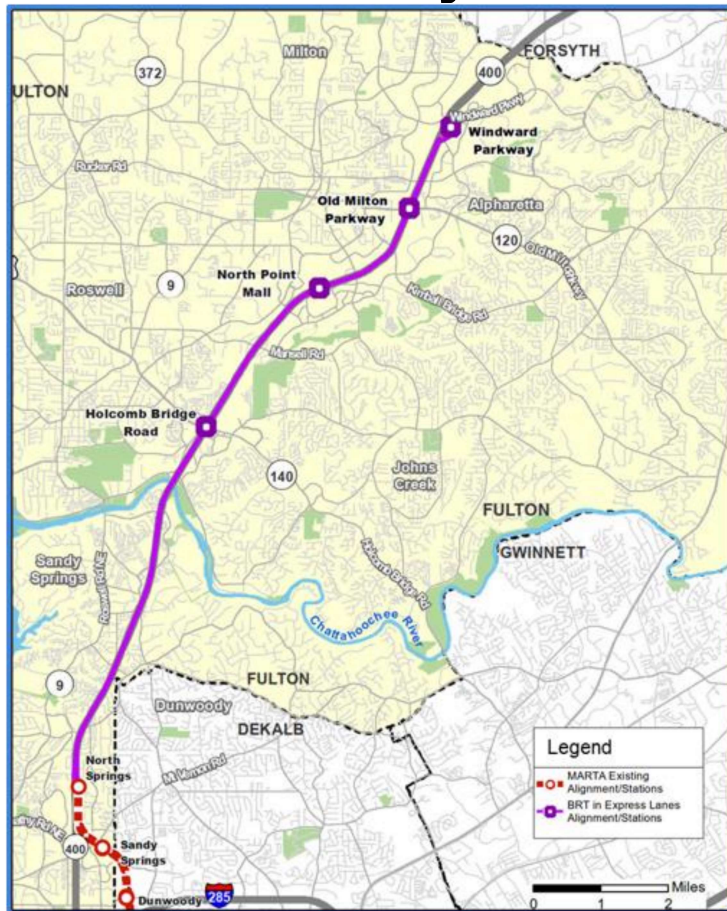 Milton
FORSYTH
400
372
ULTON
Windward Pkwy
Windward
Parkway
Rucker Rd
Old Milton
Parkway
Alpharetta
120
Old Milton Pkwy
North Point
Mall
9
Roswell
Kimball Bridge Rd
Mansell Rd
Holcomb Bridge
Road
140
Johns
Creek
FULTON
GWINNETT
Sandy
Springs
Roswell Rd NE
Holcomb Bridge Rd
Chattahoochee River
9
FULTON
Dunwoody
DEKALB
North
Springs
Mt Vernon Rd
Legend
MARTA Existing
Alignment/Stations
BRT in Express Lanes
Alignment/Stations
400
Sandy
Springs
Dunwoody
285
0 1 2
Miles